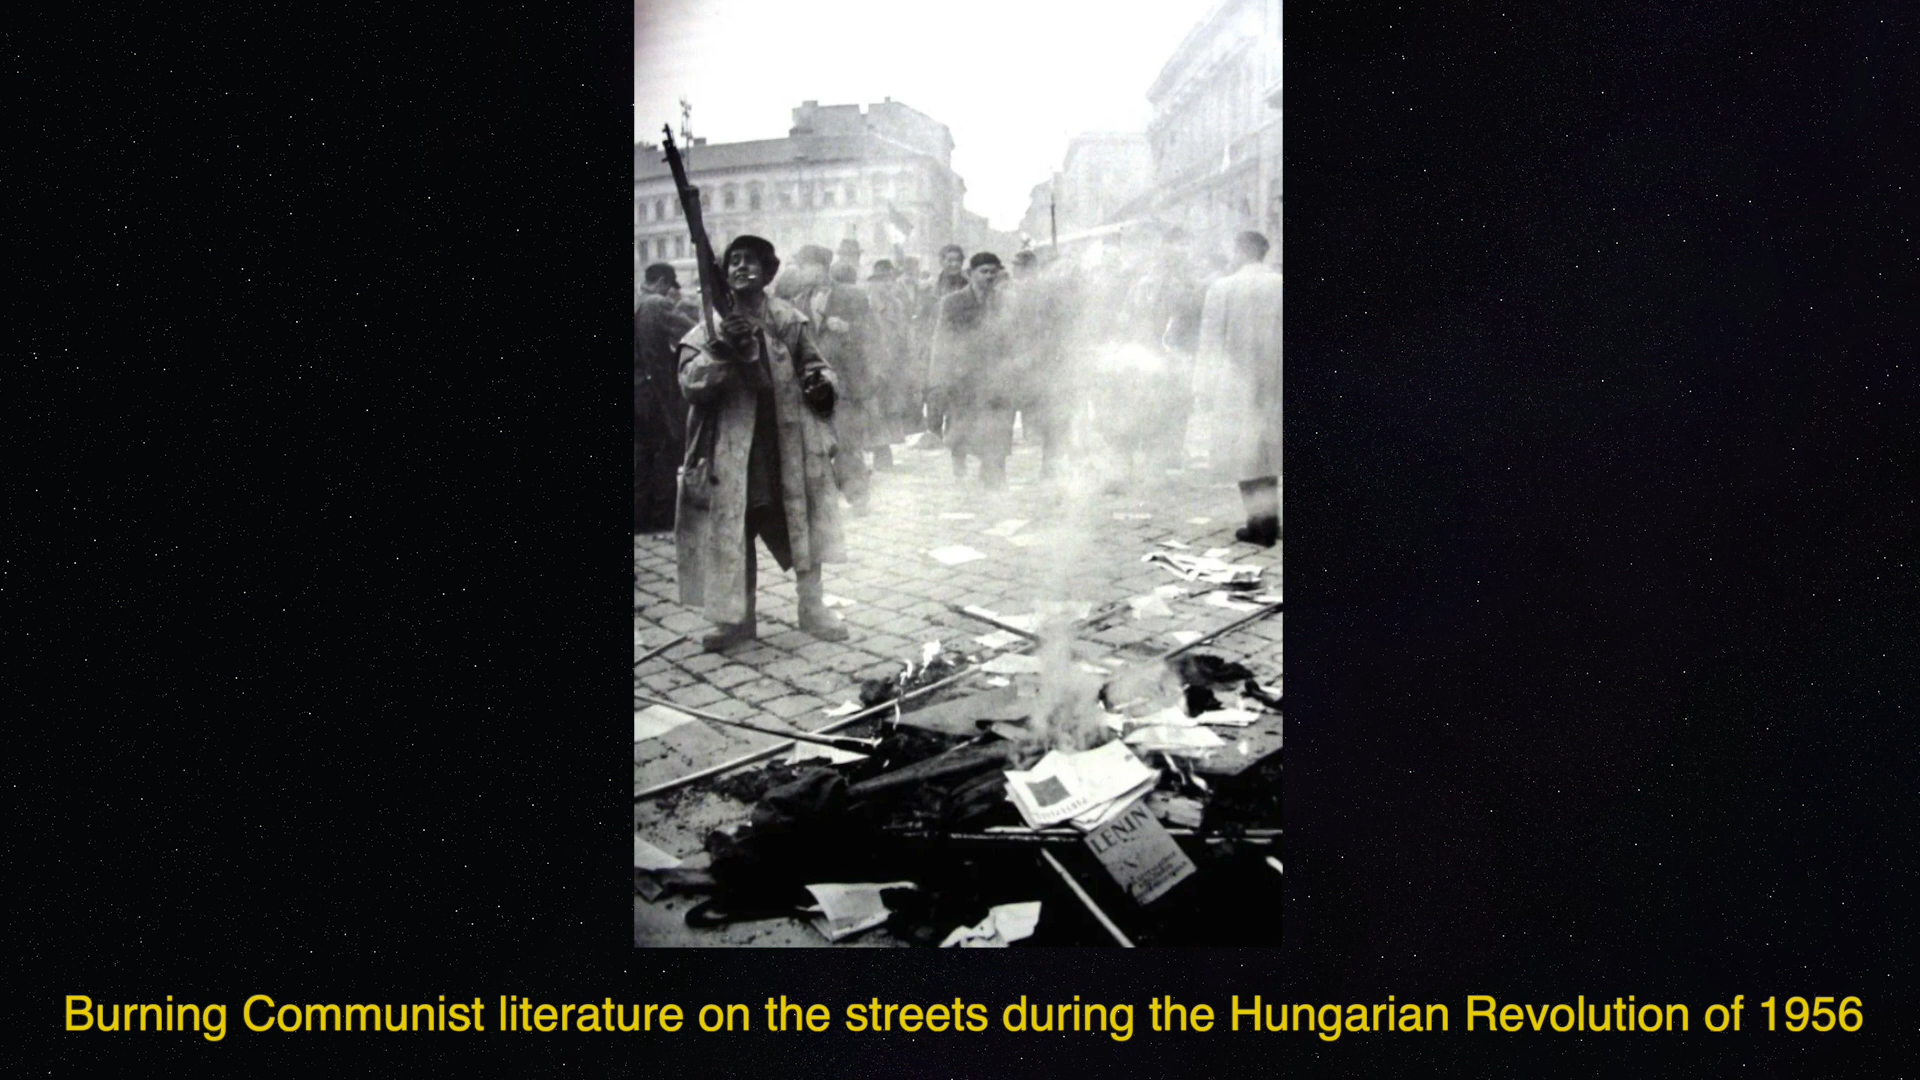 LENIN
Burning Communist literature on the streets during the Hungarian Revolution of 1956